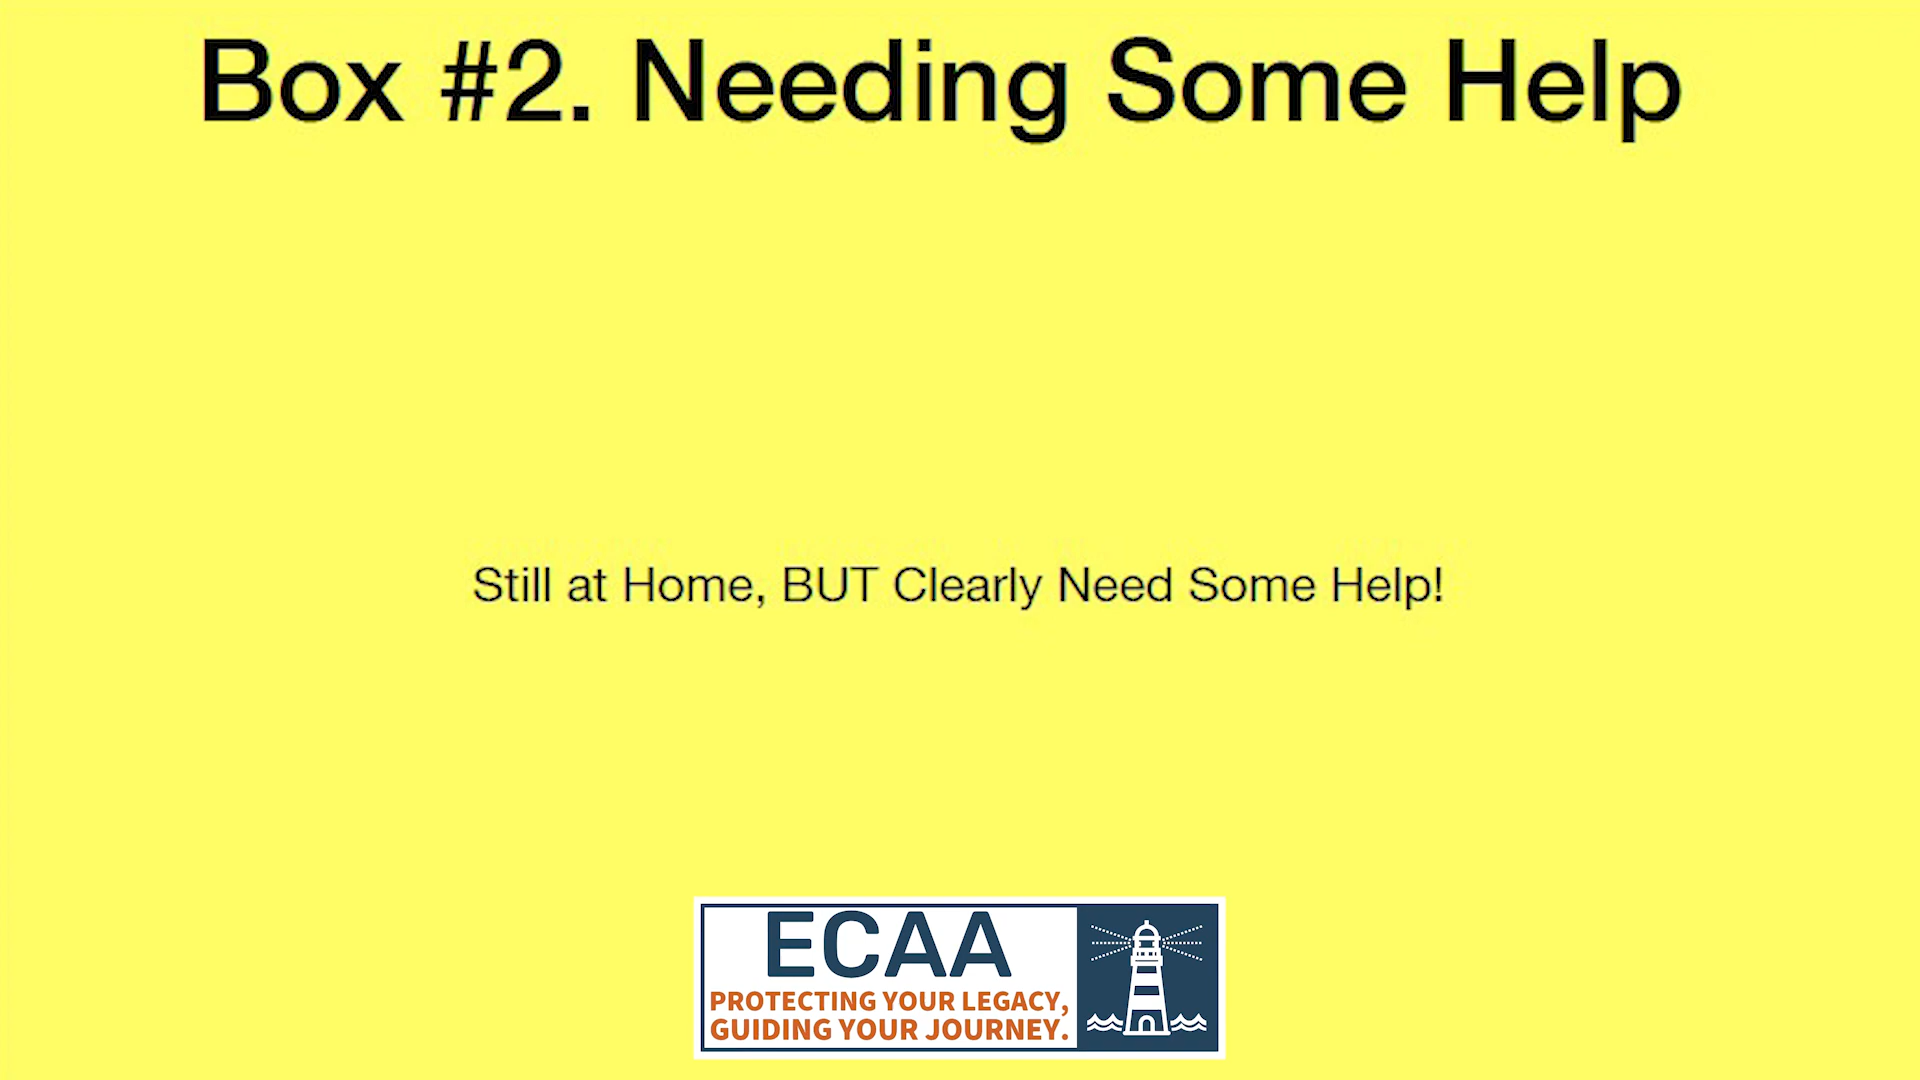 Box #2. Needing Some Help
Still at Home, BUT Clearly Need Some Help!
ECAA
PROTECTING YOUR LEGACY,
GUIDING YOUR JOURNEY.